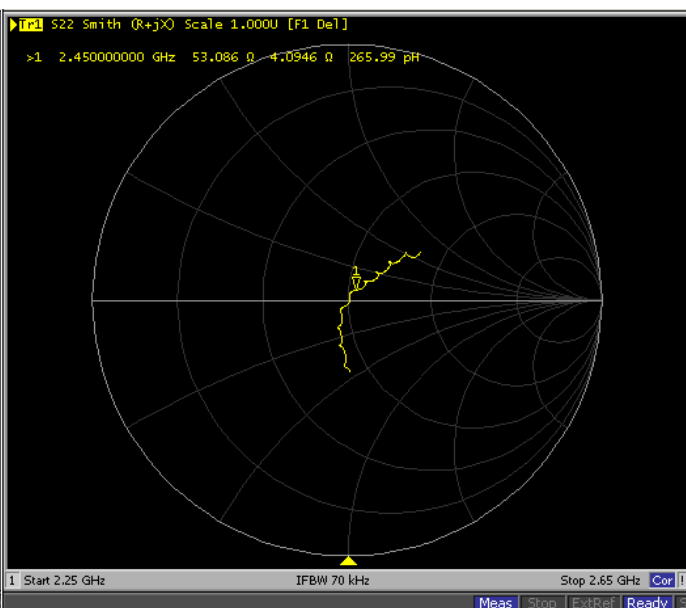 Tr1 S22 Smith (R+jX) Scale 1.000U [F1 Del]
>1 2.450000000 GHz 53.086 Ω 4.0946 Ω 265.99 pH
1
1 Start 2.25 GHz IFBW 70 kHz Stop 2.65 GHz Cor !
Meas Stop ExtRef Ready